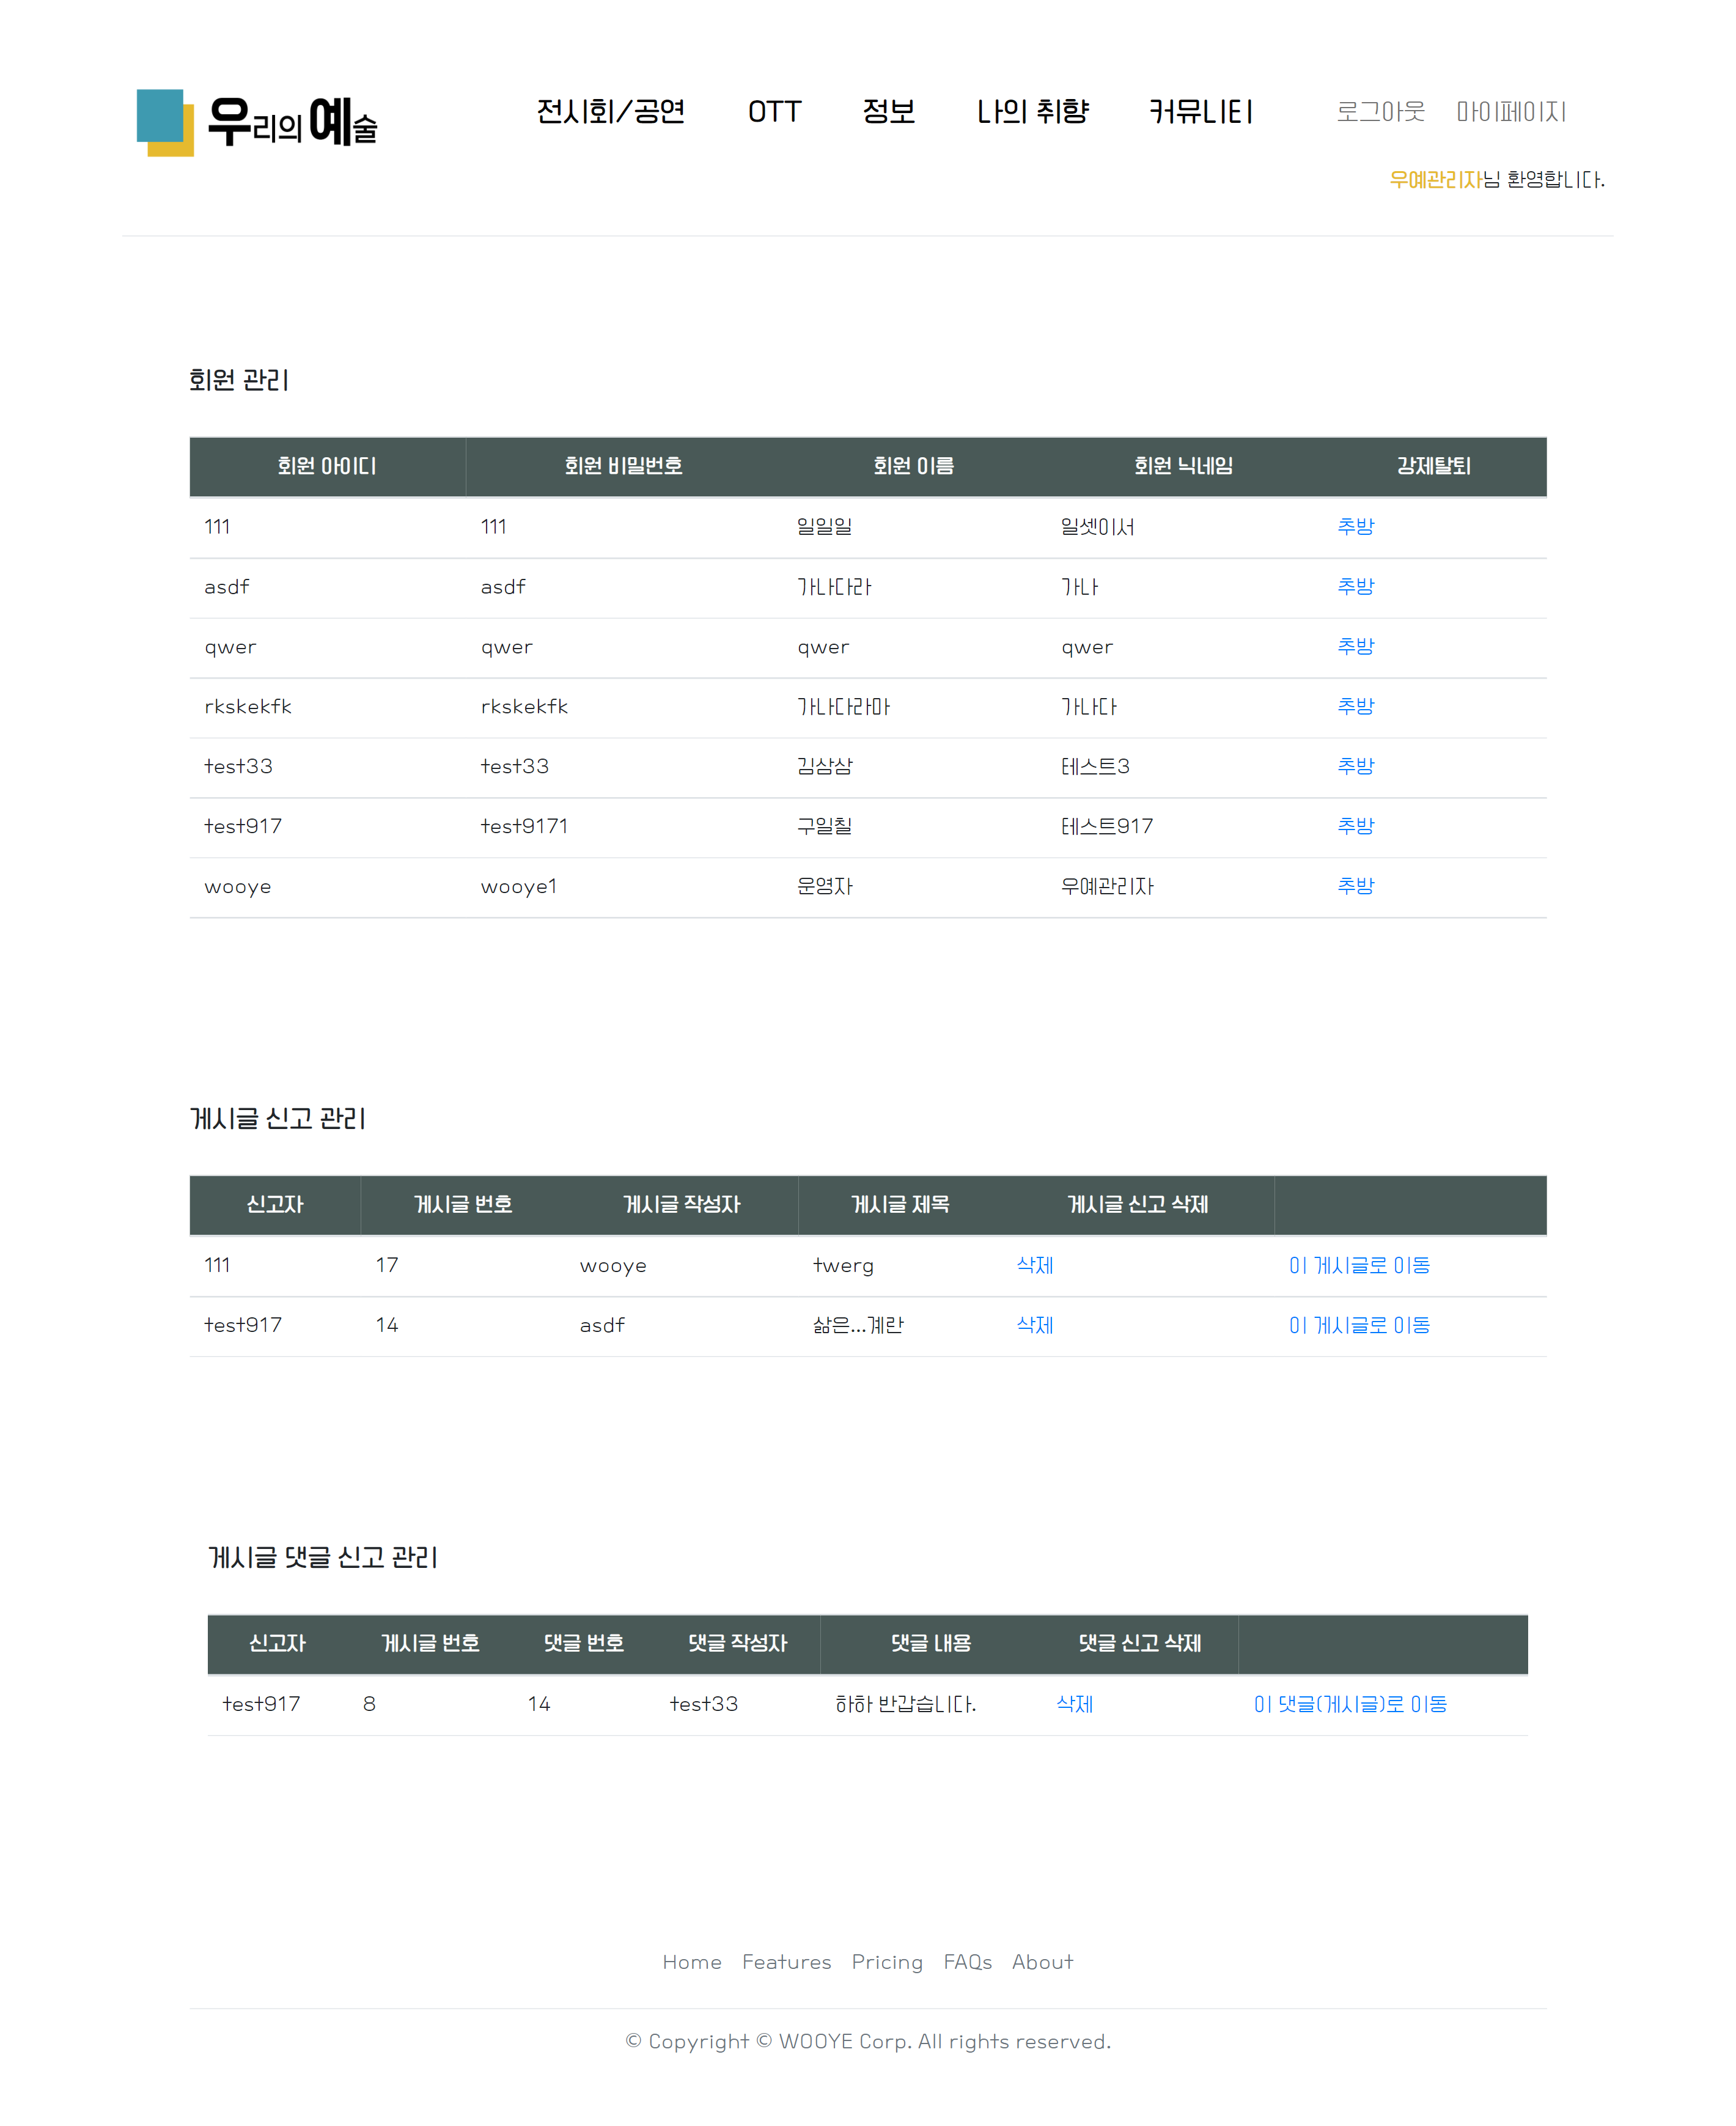 우리의 예술
전시회/공연 OTT 정보 나의 취향 커뮤니티 로그아웃 마이페이지
우예관리자님 환영합니다.
회원 관리
회원 아이디 회원 비밀번호 회원 이름 회원 닉네임 강제탈퇴
111 111 일일일 일셋이서 추방
asdf asdf 가나다라 가나 추방
qwer qwer qwer qwer 추방
rkskekfk rkskekfk 가나다라마 가나다 추방
test33 test33 김삼삼 테스트3 추방
test917 test9171 구일칠 테스트917 추방
wooye wooye1 운영자 우예관리자 추방
게시글 신고 관리
신고자 게시글 번호 게시글 작성자 게시글 제목 게시글 신고 삭제
111 17 wooye twerg 삭제 이 게시글로 이동
test917 14 asdf 삶은...계란 삭제 이 게시글로 이동
게시글 댓글 신고 관리
신고자 게시글 번호 댓글 번호 댓글 작성자 댓글 내용 댓글 신고 삭제
test917 8 14 test33 하하 반갑습니다. 삭제 이 댓글(게시글)로 이동
Home Features Pricing FAQs About
© Copyright © WOOYE Corp. All rights reserved.